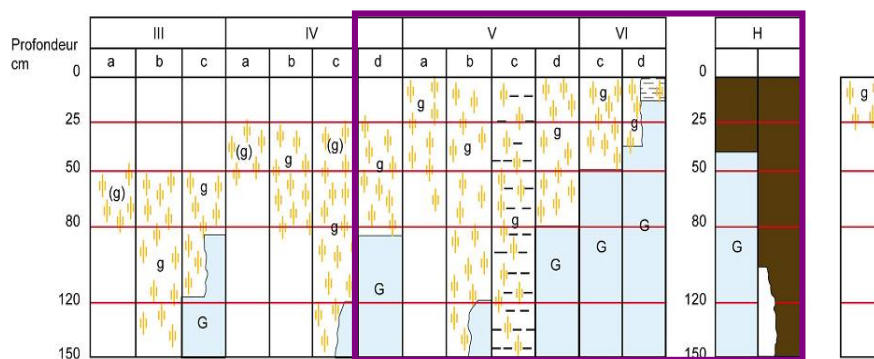 III IV V VI H
Profondeur
cm
a b c a b c d a b c d c d
0 0
g g g g
25 25
(g) g (g) g g g g
50 50
(g) g g
80 80
g g G G G
g G G
120 120
G
150 150